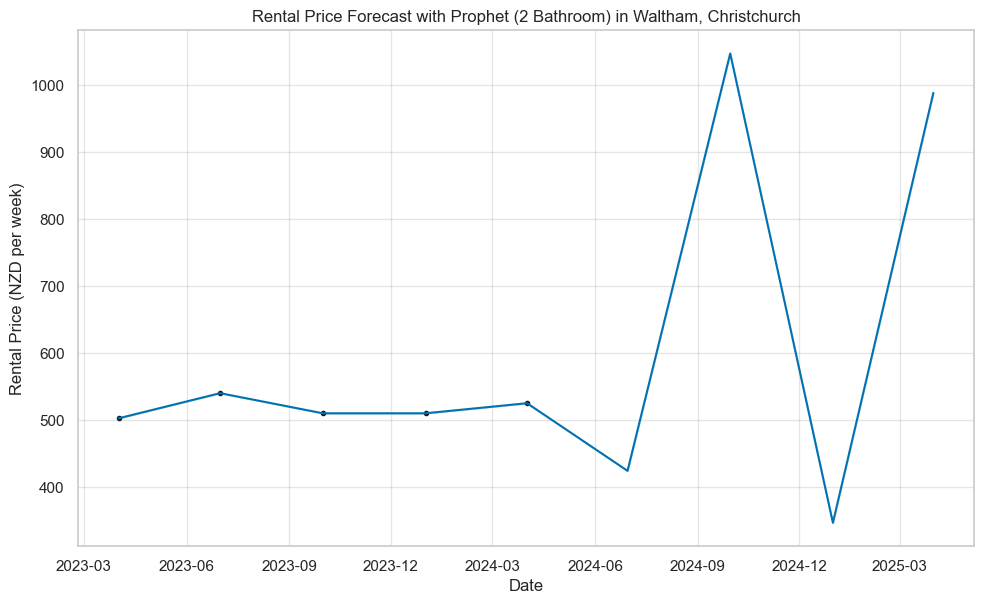 Rental Price Forecast with Prophet (2 Bathroom) in Waltham, Christchurch
Rental Price (NZD per week)
1000
900
800
700
600
500
400
2023-03 2023-06 2023-09 2023-12 2024-03 2024-06 2024-09 2024-12 2025-03
Date